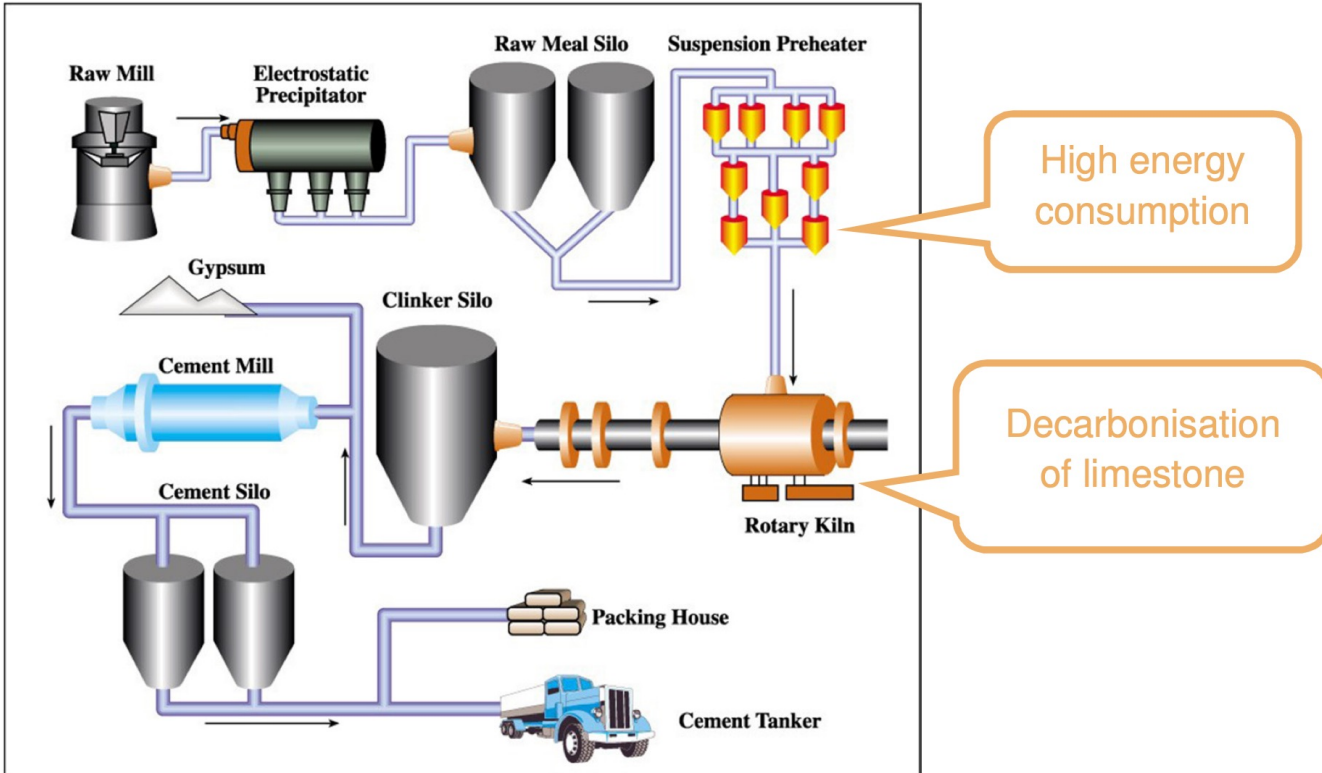 Raw Mill
Electrostatic
Precipitator
Raw Meal Silo
Suspension Preheater
High energy
consumption
Gypsum
Clinker Silo
Cement Mill
Decarbonisation
of limestone
Cement Silo
Rotary Kiln
Packing House
Cement Tanker